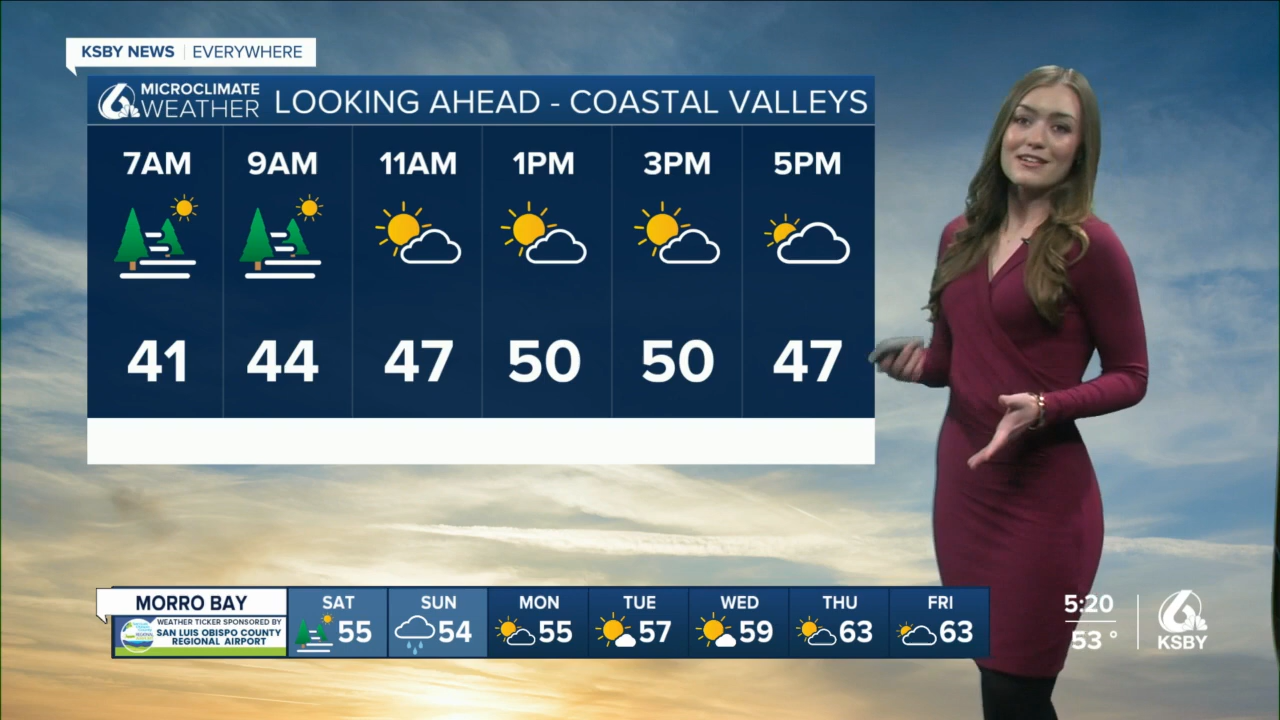 KSBY NEWS | EVERYWHERE
6 MICROCLIMATE
WEATHER
LOOKING AHEAD - COASTAL VALLEYS
7AM 9AM 11AM 1PM 3PM 5PM
41 44 47 50 50 47
MORRO BAY
WEATHER TICKER SPONSORED BY
SAN LUIS OBISPO COUNTY
REGIONAL AIRPORT
SAT SUN MON TUE WED THU FRI
55 54 55 57 59 63 63
5:20
53 °
6
KSBY